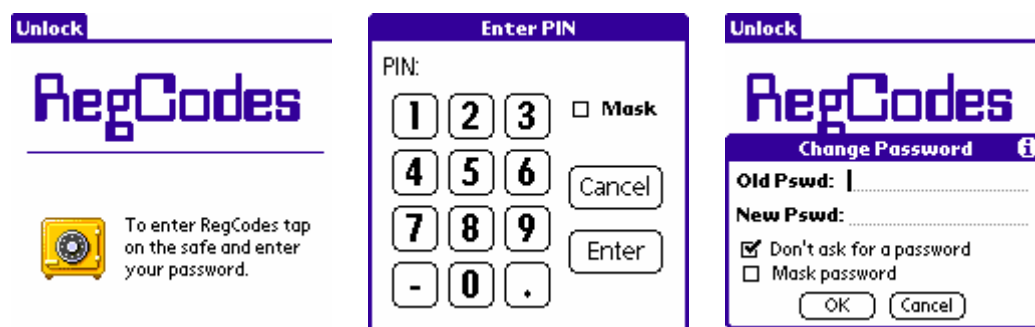 Unlock
RegCodes
To enter RegCodes tap
on the safe and enter
your password.
Enter PIN
PIN:
1 2 3 Mask
4 5 6 Cancel
7 8 9 Enter
- 0 .
Unlock
RegCodes
Change Password i
Old Pswd:
New Pswd:
Don't ask for a password
Mask password
OK Cancel